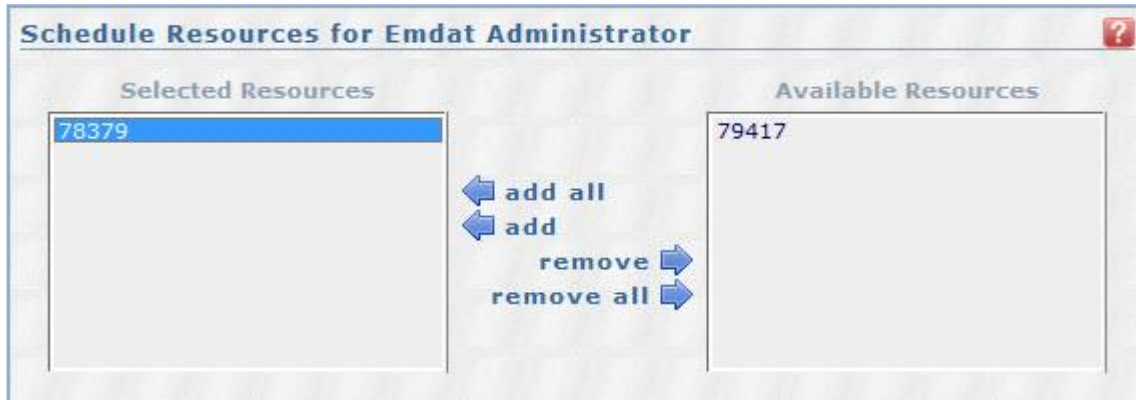 Schedule Resources for Emdat Administrator
?
Selected Resources
Available Resources
78379
79417
add all
add
remove
remove all